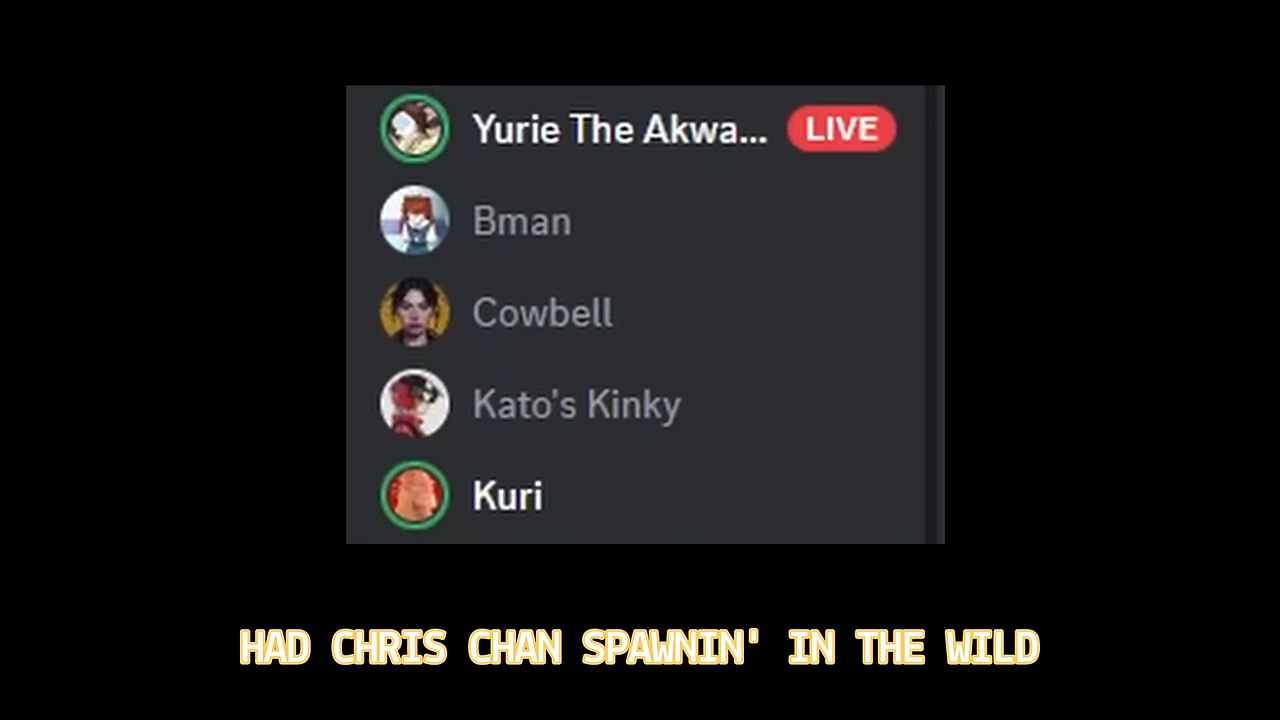 Yurie The Akwa... LIVE
Bman
Cowbell
Kato's Kinky
Kuri
HAD CHRIS CHAN SPAWNIN' IN THE WILD